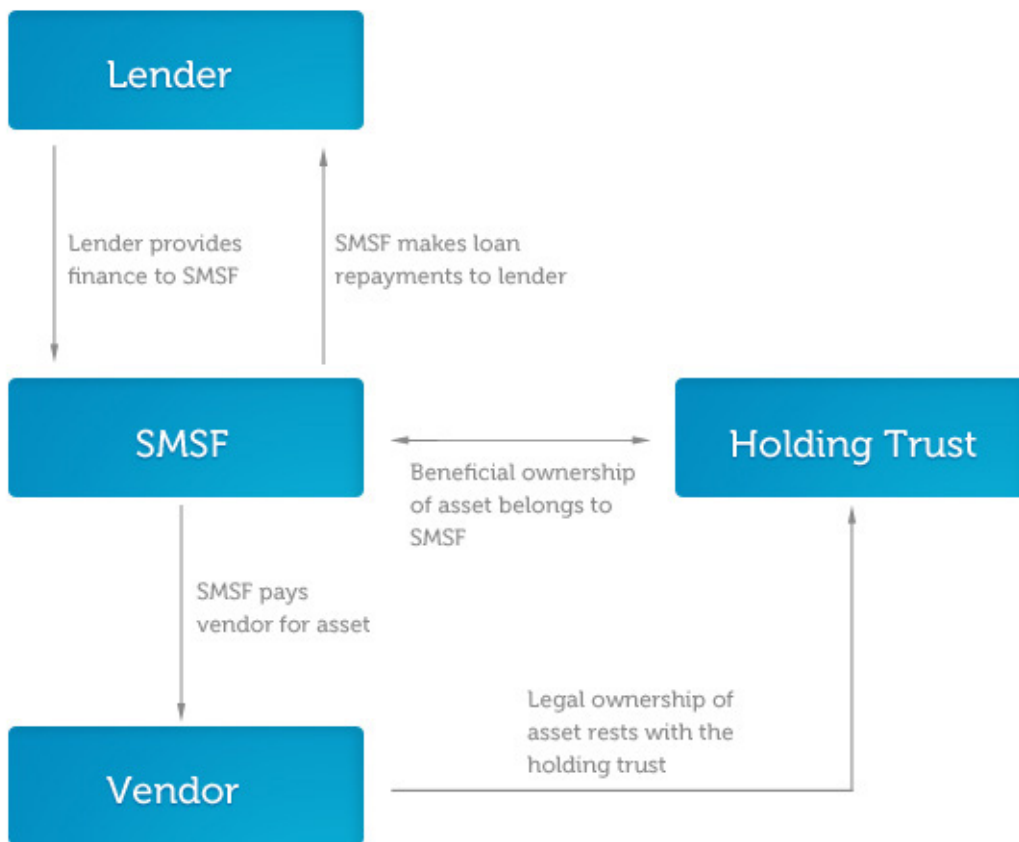 Lender
Lender provides
finance to SMSF
SMSF makes loan
repayments to lender
SMSF
Beneficial ownership
of asset belongs to
SMSF
Holding Trust
SMSF pays
vendor for asset
Legal ownership of
asset rests with the
holding trust
Vendor